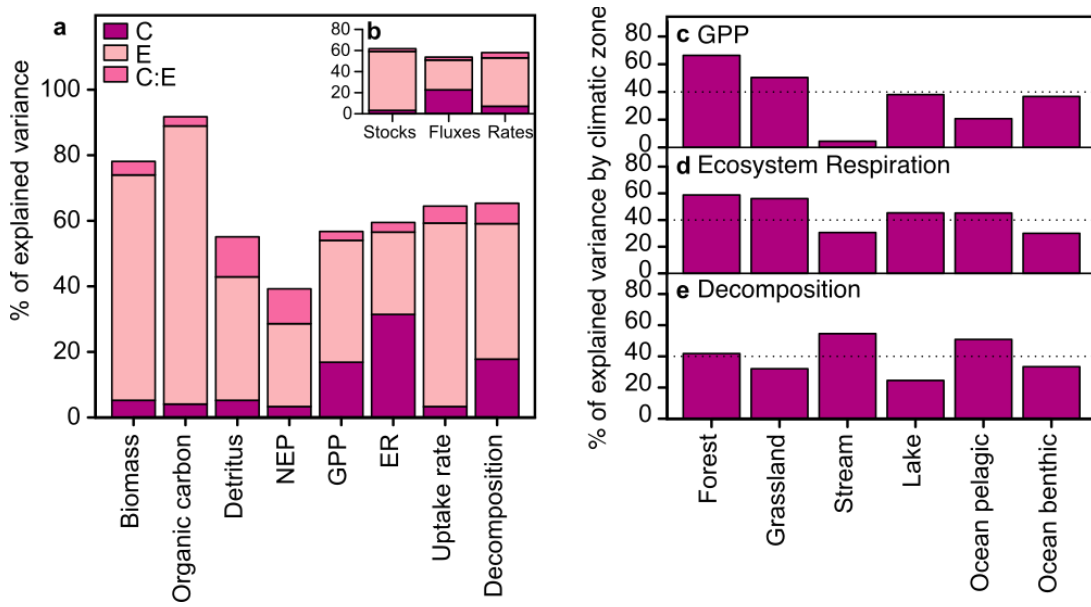 a
C
E
C:E
% of explained variance
100
80
60
40
20
0
Biomass
Organic carbon
Detritus
NEP
GPP
ER
Uptake rate
Decomposition
b
80
60
40
20
0
Stocks
Fluxes
Rates
% of explained variance by climatic zone
c GPP
80
60
40
20
0
d Ecosystem Respiration
80
60
40
20
0
e Decomposition
80
60
40
20
0
Forest
Grassland
Stream
Lake
Ocean pelagic
Ocean benthic